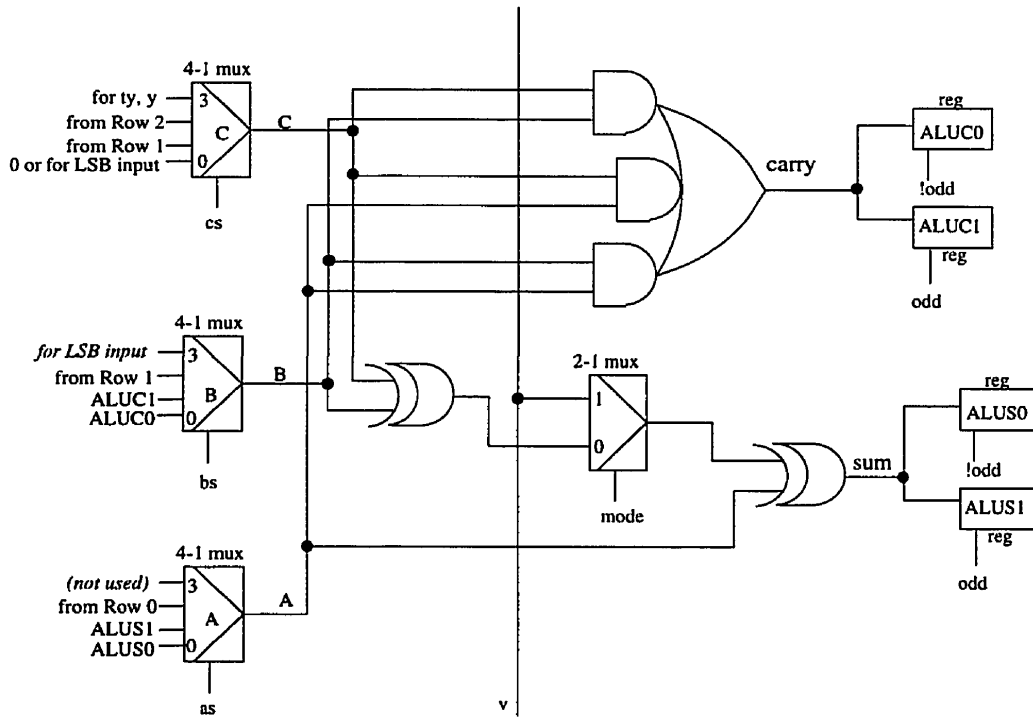 4-1 mux
for ty, y
3
from Row 2
C
C
from Row 1
0 or for LSB input
0
cs
carry
reg
ALUC0
!odd
ALUC1
reg
odd
4-1 mux
for LSB input
3
from Row 1
B
B
ALUC1
ALUC0
0
bs
2-1 mux
1
0
mode
sum
reg
ALUS0
!odd
ALUS1
reg
odd
4-1 mux
(not used)
3
from Row 0
A
A
ALUS1
ALUS0
0
as
v